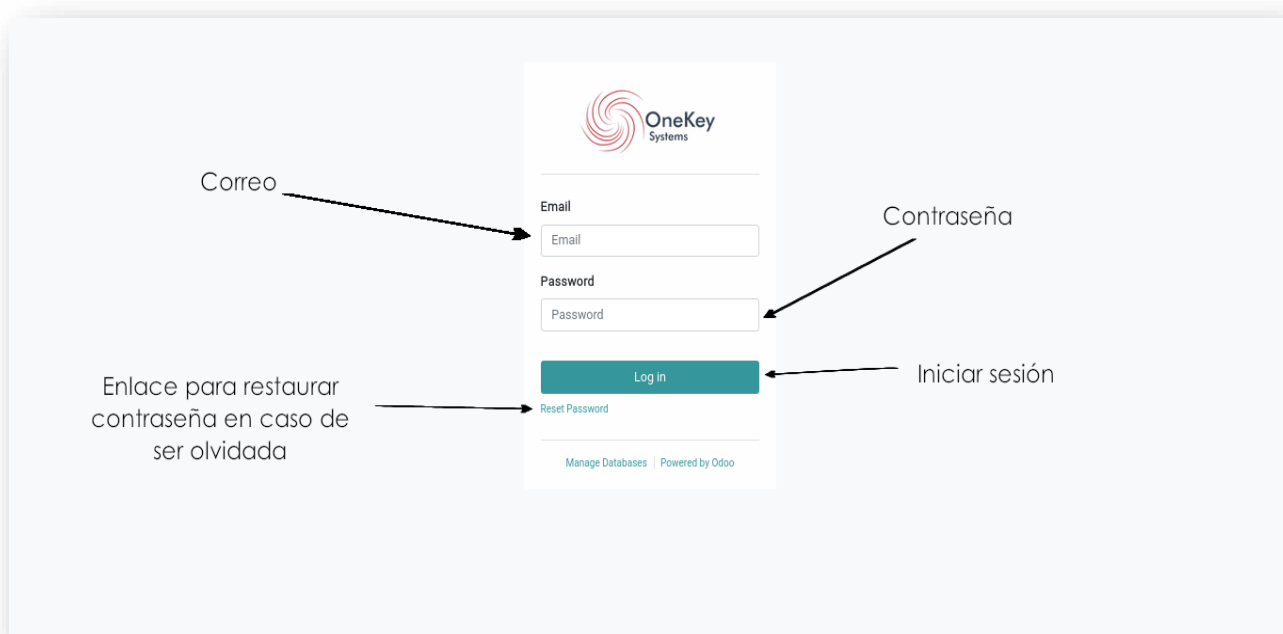 OneKey
Systems
Correo
Email
Email
Contraseña
Password
Password
Log in
Iniciar sesión
Enlace para restaurar
contraseña en caso de
ser olvidada
Reset Password
Manage Databases | Powered by Odoo